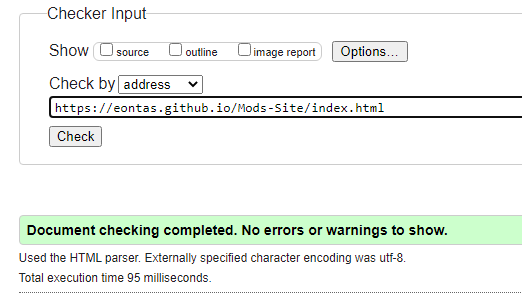 Checker Input
Show source outline image report Options...
Check by address
https://eontas.github.io/Mods-Site/index.html
Check
Document checking completed. No errors or warnings to show.
Used the HTML parser. Externally specified character encoding was utf-8.
Total execution time 95 milliseconds.